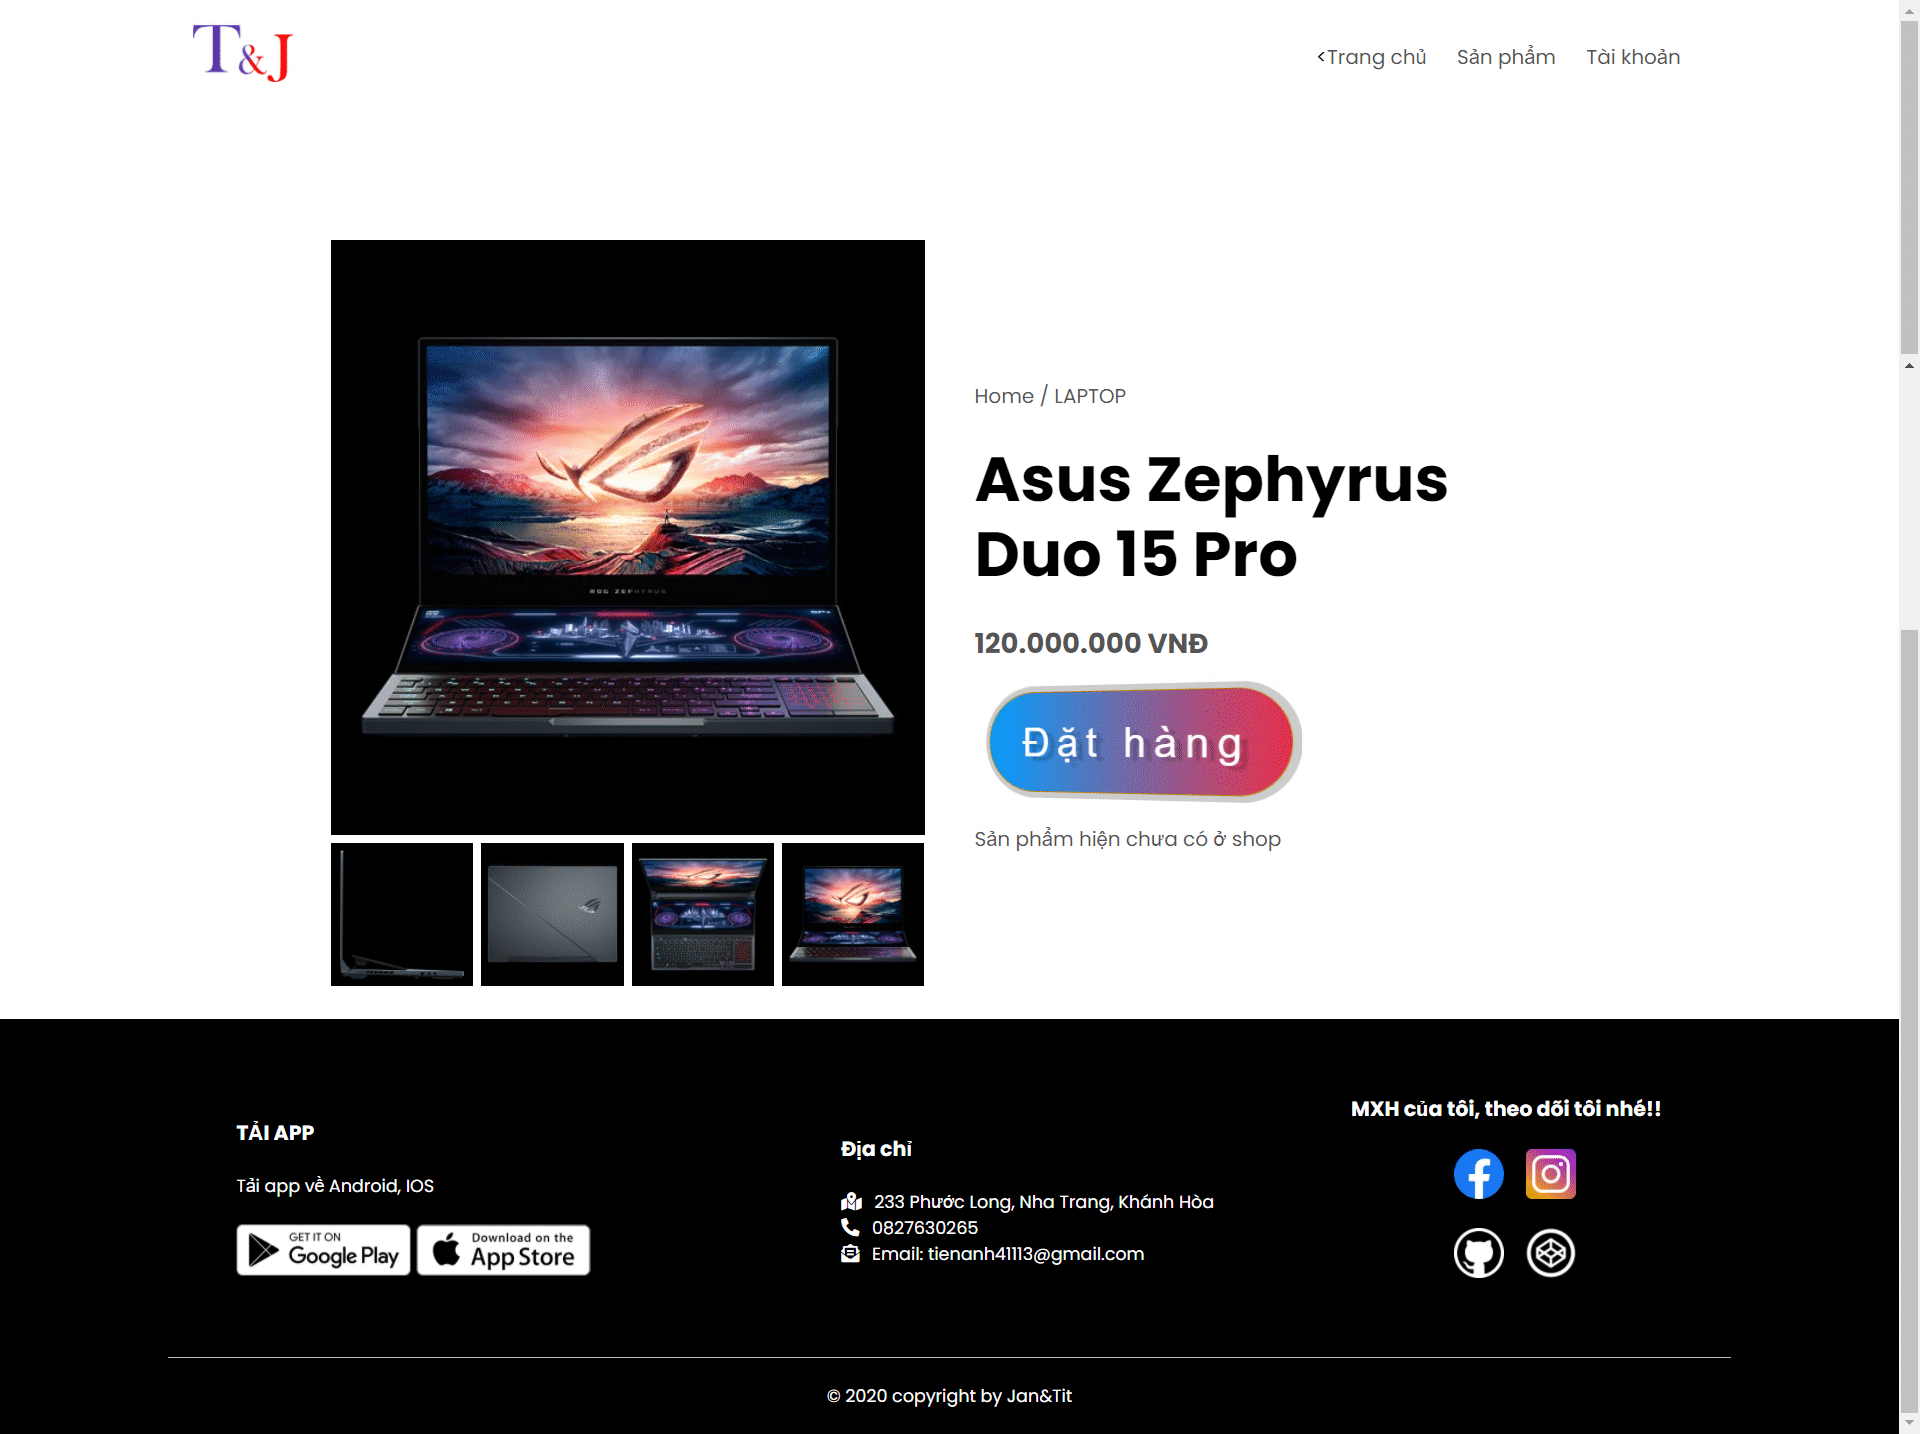 T&J
<Trang chủ
Sản phẩm
Tài khoản
ROG ZEPHYRUS
Home / LAPTOP
Asus Zephyrus
Duo 15 Pro
120.000.000 VNĐ
Đặt hàng
Sản phẩm hiện chưa có ở shop
TẢI APP
Tải app về Android, IOS
GET IT ON
Google Play
Download on the
App Store
Địa chỉ
233 Phước Long, Nha Trang, Khánh Hòa
0827630265
Email: tienanh41113@gmail.com
MXH của tôi, theo dõi tôi nhé!!
© 2020 copyright by Jan&Tit